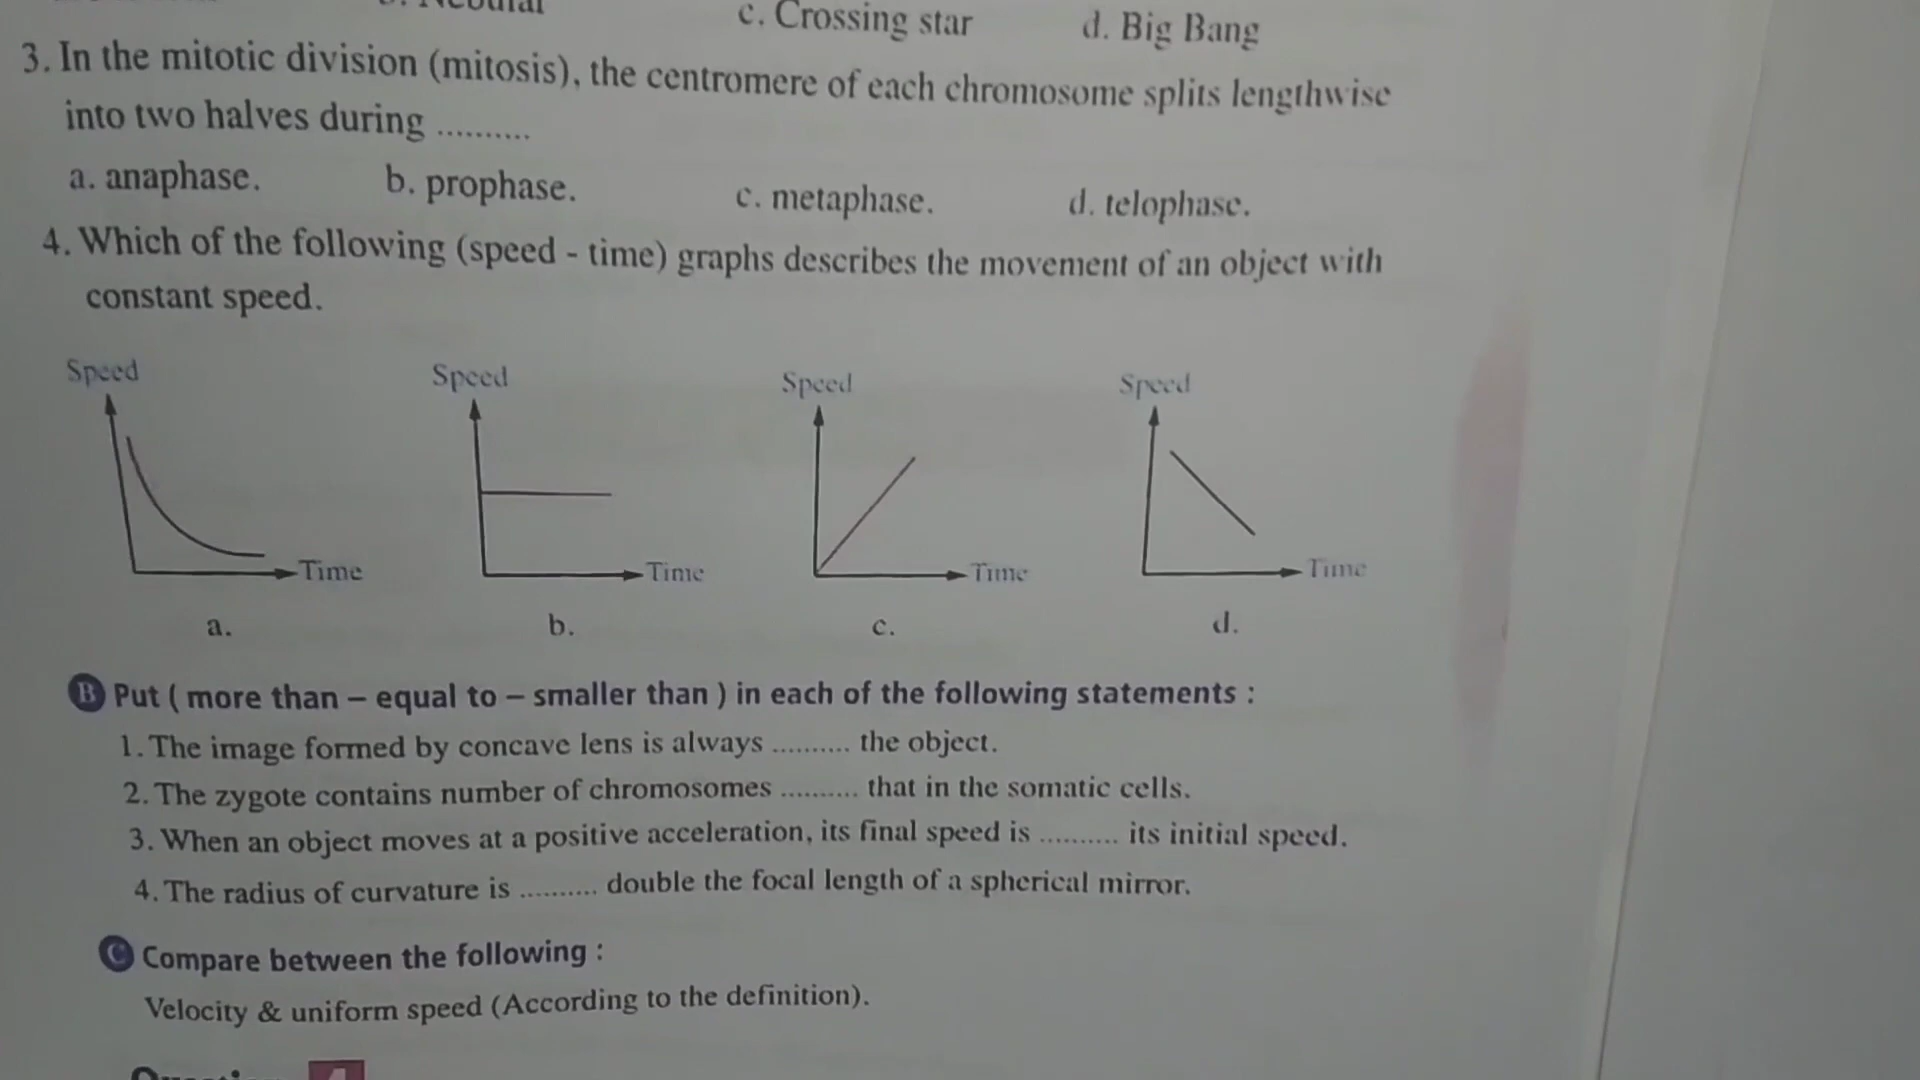 c. Crossing star d. Big Bang
3. In the mitotic division (mitosis), the centromere of each chromosome splits lengthwise
into two halves during ..........
a. anaphase. b. prophase. c. metaphase. d. telophase.
4. Which of the following (speed - time) graphs describes the movement of an object with
constant speed.
Speed Speed Speed Speed
Time Time Time Time
a. b. c. d.
B Put ( more than – equal to – smaller than ) in each of the following statements :
1. The image formed by concave lens is always .......... the object.
2. The zygote contains number of chromosomes .......... that in the somatic cells.
3. When an object moves at a positive acceleration, its final speed is .......... its initial speed.
4. The radius of curvature is .......... double the focal length of a spherical mirror.
C Compare between the following :
Velocity & uniform speed (According to the definition).